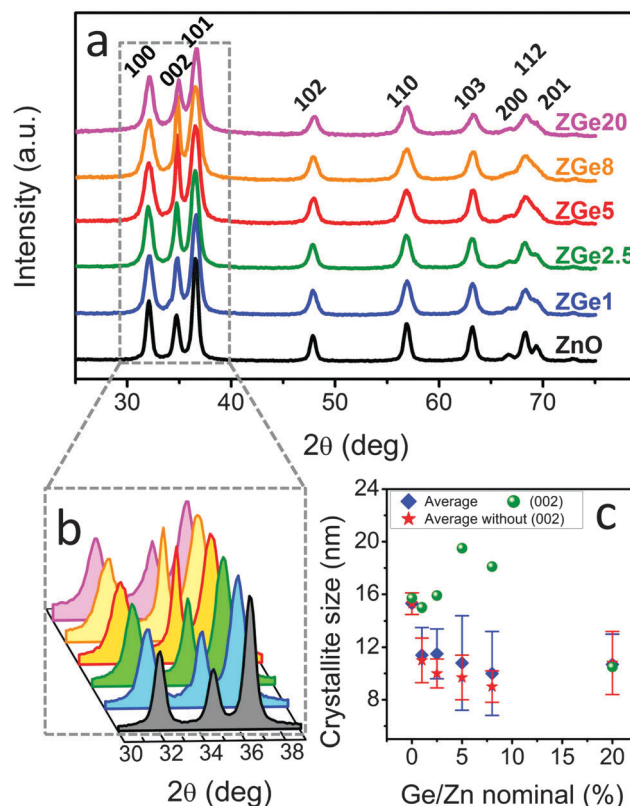 a
100
002
101
102
110
103
200
112
201
ZGe20
ZGe8
ZGe5
ZGe2.5
ZGe1
ZnO
Intensity (a.u.)
30 40 50 60 70
2θ (deg)
b
30 32 34 36 38
2θ (deg)
c
Average (002)
Average without (002)
Crystallite size (nm)
24
20
16
12
8
0 5 10 15 20
Ge/Zn nominal (%)